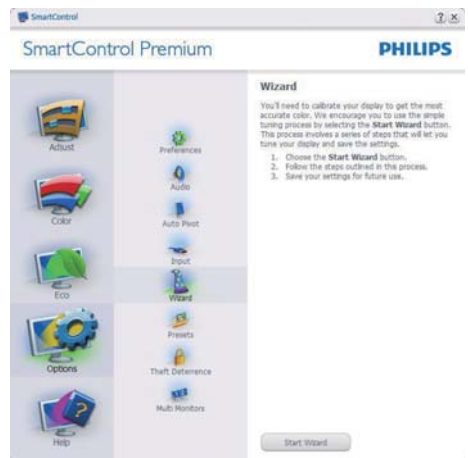 SmartControl
SmartControl Premium
PHILIPS
Adjust
Color
Eco
Options
Help
Preferences
Audio
Auto Pivot
Input
Wizard
Presets
Theft Deterrence
Multi Monitors
Wizard
You'll need to calibrate your display to get the most
accurate color. We encourage you to use the simple
tuning process by selecting the Start Wizard button.
This process involves a series of steps that will let you
tune your display and save the settings.
1. Choose the Start Wizard button.
2. Follow the steps outlined in this process.
3. Save your settings for future use.
Start Wizard